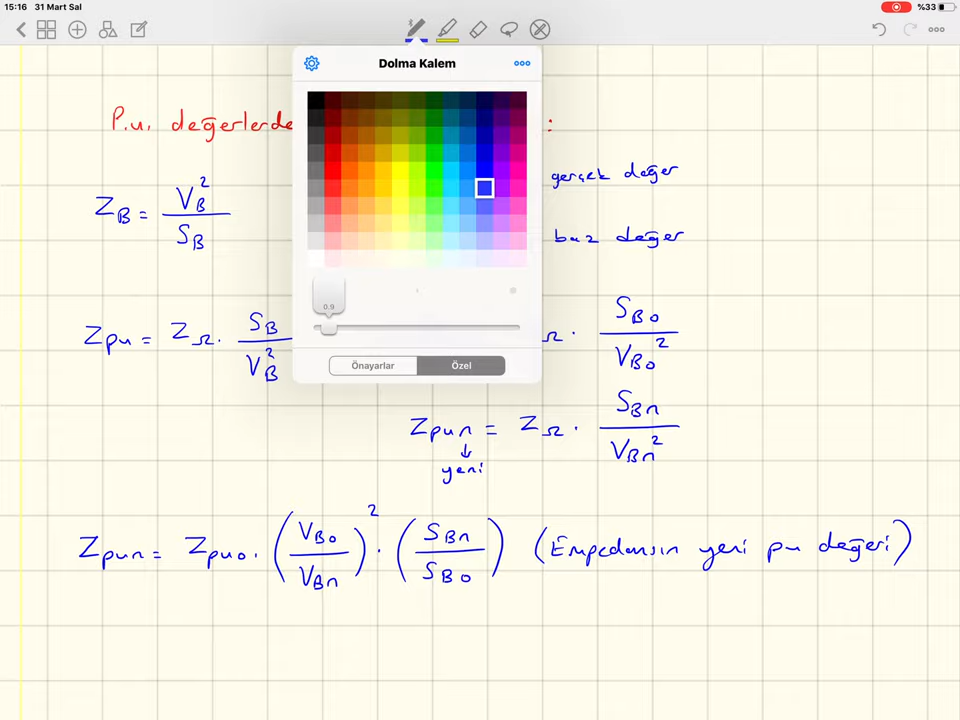 15:16 31 Mart Sal %33
Dolma Kalem
P.u. değerlerde :
Z_B = V_B² / S_B
gerçek değer
baz değer
0.9
Z_pu = Z_Ω . S_B / V_B²
Ω . S_Bo / V_Bo²
Önayarlar Özel
Z_pun = Z_Ω . S_Bn / V_Bn²
↓
yeni
Z_pun = Z_puo . (V_Bo / V_Bn)² . (S_Bn / S_Bo) (Empedansın yeni pu değeri)